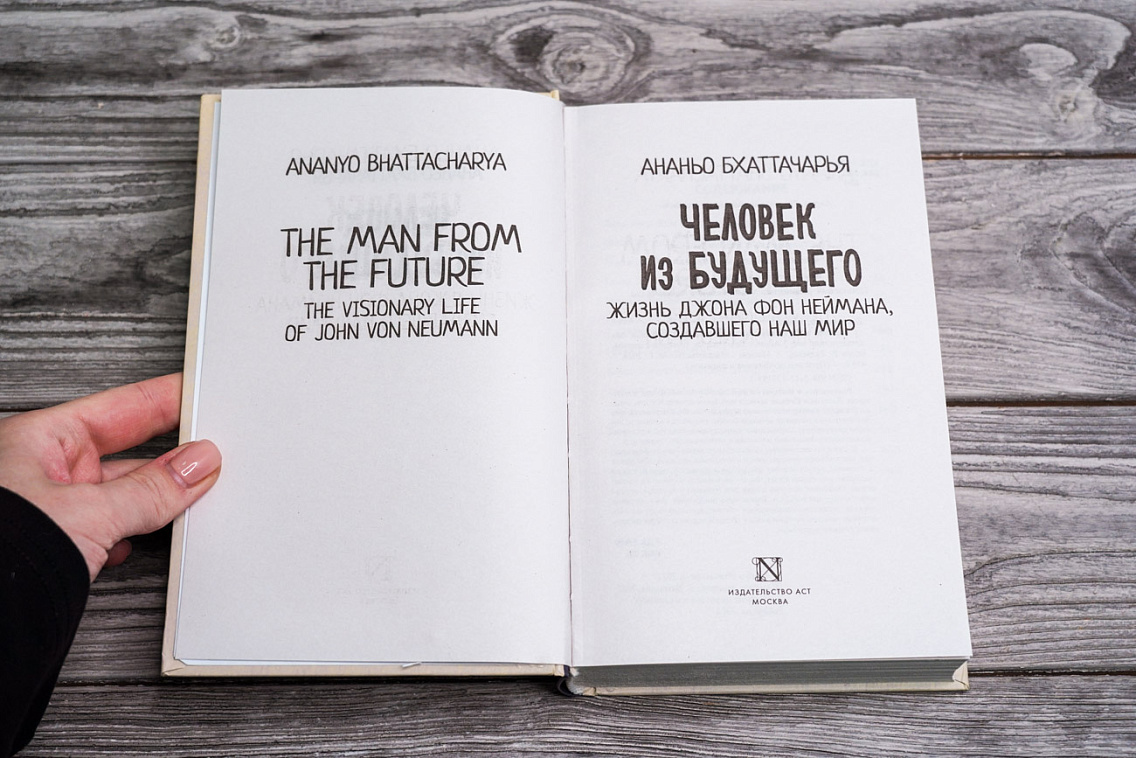 ANANYO BHATTACHARYA
THE MAN FROM
THE FUTURE
THE VISIONARY LIFE
OF JOHN VON NEUMANN
АНАНЬО БХАТТАЧАРЬЯ
ЧЕЛОВЕК
ИЗ БУДУЩЕГО
ЖИЗНЬ ДЖОНА ФОН НЕЙМАНА,
СОЗДАВШЕГО НАШ МИР
N
ИЗДАТЕЛЬСТВО АСТ
МОСКВА